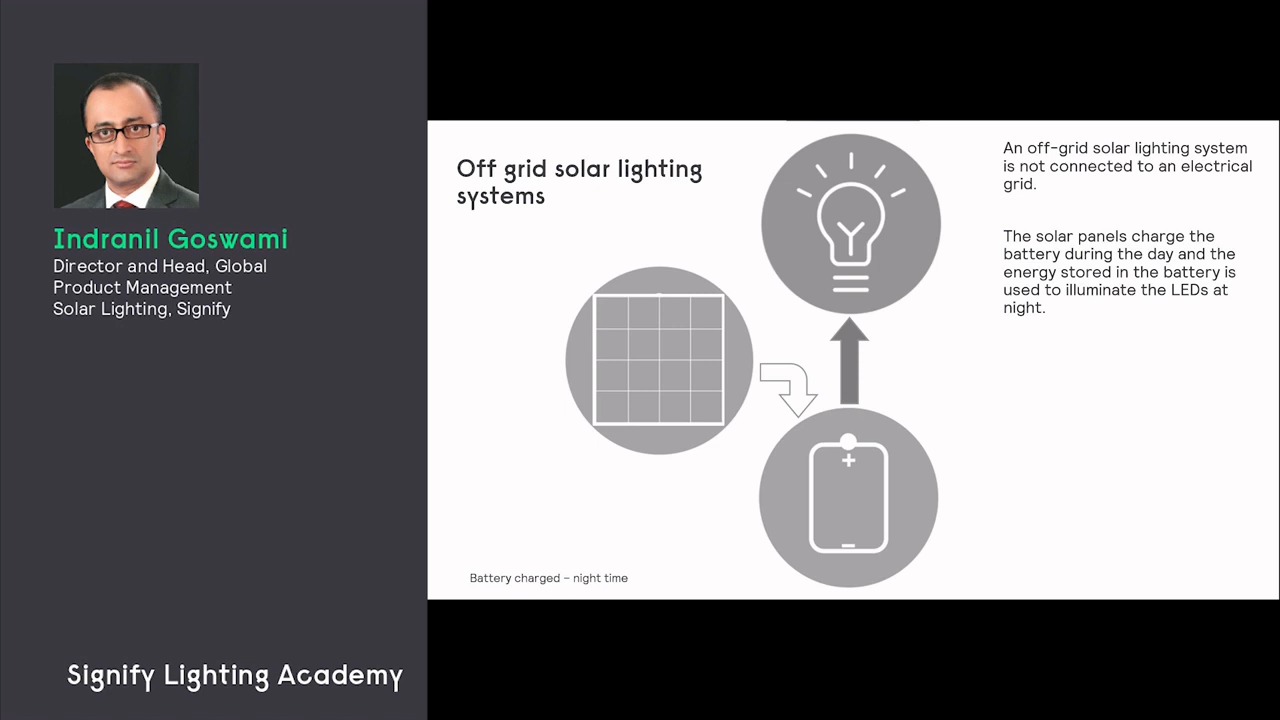 Indranil Goswami
Director and Head, Global
Product Management
Solar Lighting, Signify
Signify Lighting Academy
Off grid solar lighting
systems
An off-grid solar lighting system
is not connected to an electrical
grid.
The solar panels charge the
battery during the day and the
energy stored in the battery is
used to illuminate the LEDs at
night.
Battery charged – night time